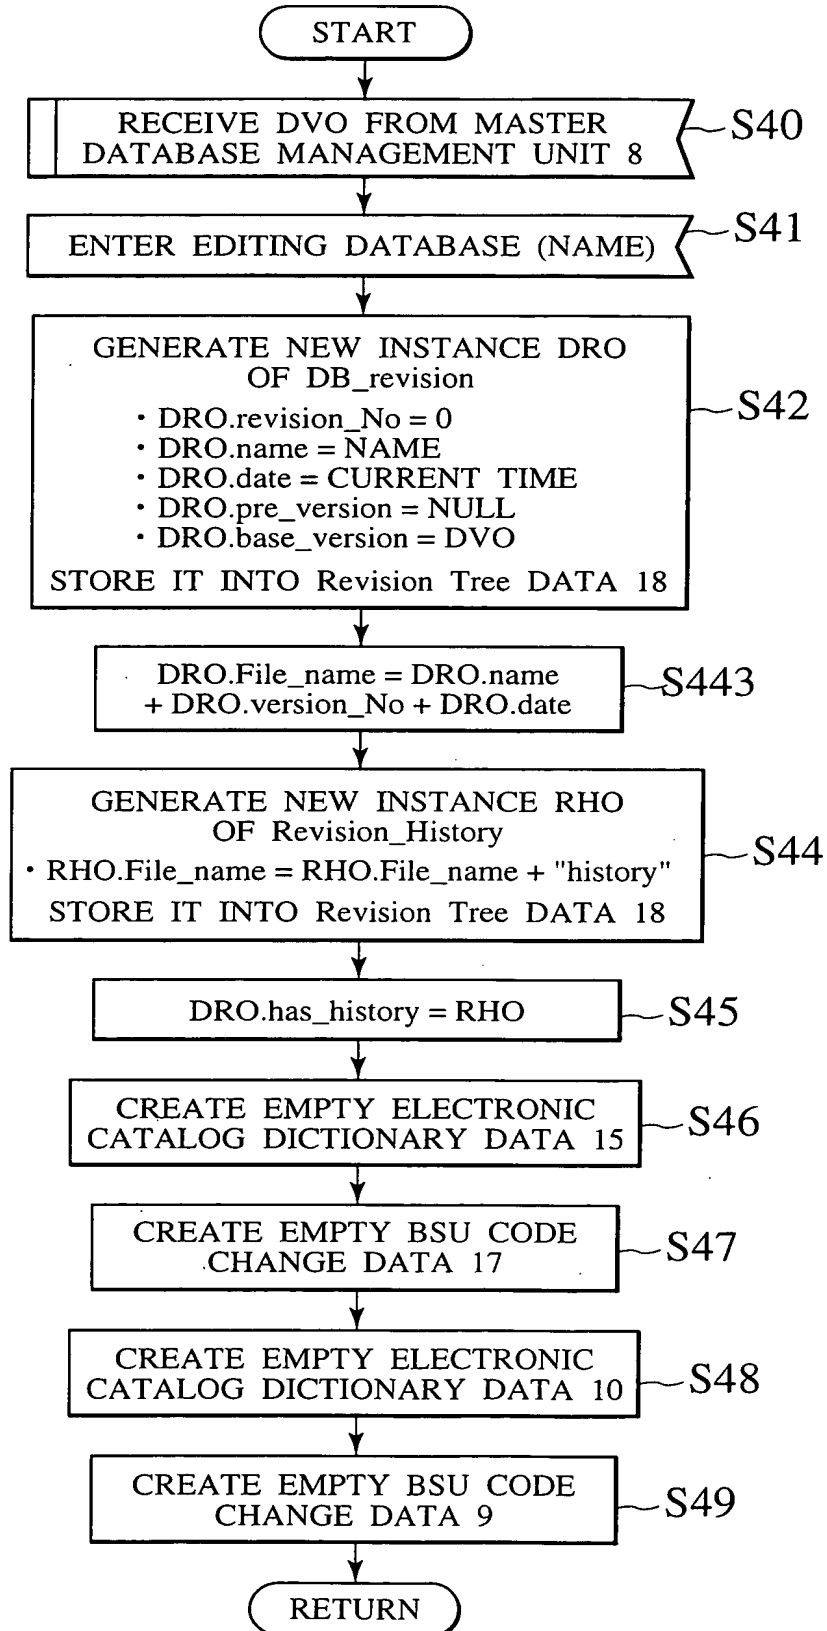 START
RECEIVE DVO FROM MASTER
DATABASE MANAGEMENT UNIT 8
S40
ENTER EDITING DATABASE (NAME)
S41
GENERATE NEW INSTANCE DRO
OF DB_revision
・DRO.revision_No = 0
・DRO.name = NAME
・DRO.date = CURRENT TIME
・DRO.pre_version = NULL
・DRO.base_version = DVO
STORE IT INTO Revision Tree DATA 18
S42
DRO.File_name = DRO.name
+ DRO.version_No + DRO.date
S443
GENERATE NEW INSTANCE RHO
OF Revision_History
・RHO.File_name = RHO.File_name + "history"
STORE IT INTO Revision Tree DATA 18
S44
DRO.has_history = RHO
S45
CREATE EMPTY ELECTRONIC
CATALOG DICTIONARY DATA 15
S46
CREATE EMPTY BSU CODE
CHANGE DATA 17
S47
CREATE EMPTY ELECTRONIC
CATALOG DICTIONARY DATA 10
S48
CREATE EMPTY BSU CODE
CHANGE DATA 9
S49
RETURN